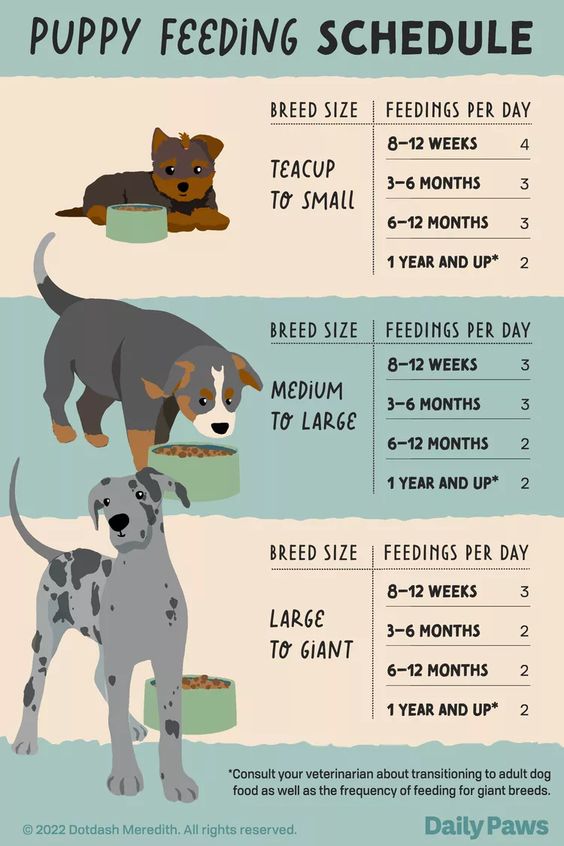 PUPPY FEEDING SCHEDULE
BREED SIZE FEEDINGS PER DAY
TEACUP
TO SMALL
8–12 WEEKS 4
3–6 MONTHS 3
6–12 MONTHS 3
1 YEAR AND UP* 2
BREED SIZE FEEDINGS PER DAY
MEDIUM
TO LARGE
8–12 WEEKS 3
3–6 MONTHS 3
6–12 MONTHS 2
1 YEAR AND UP* 2
BREED SIZE FEEDINGS PER DAY
LARGE
TO GIANT
8–12 WEEKS 3
3–6 MONTHS 2
6–12 MONTHS 2
1 YEAR AND UP* 2
*Consult your veterinarian about transitioning to adult dog
food as well as the frequency of feeding for giant breeds.
© 2022 Dotdash Meredith. All rights reserved.
Daily Paws